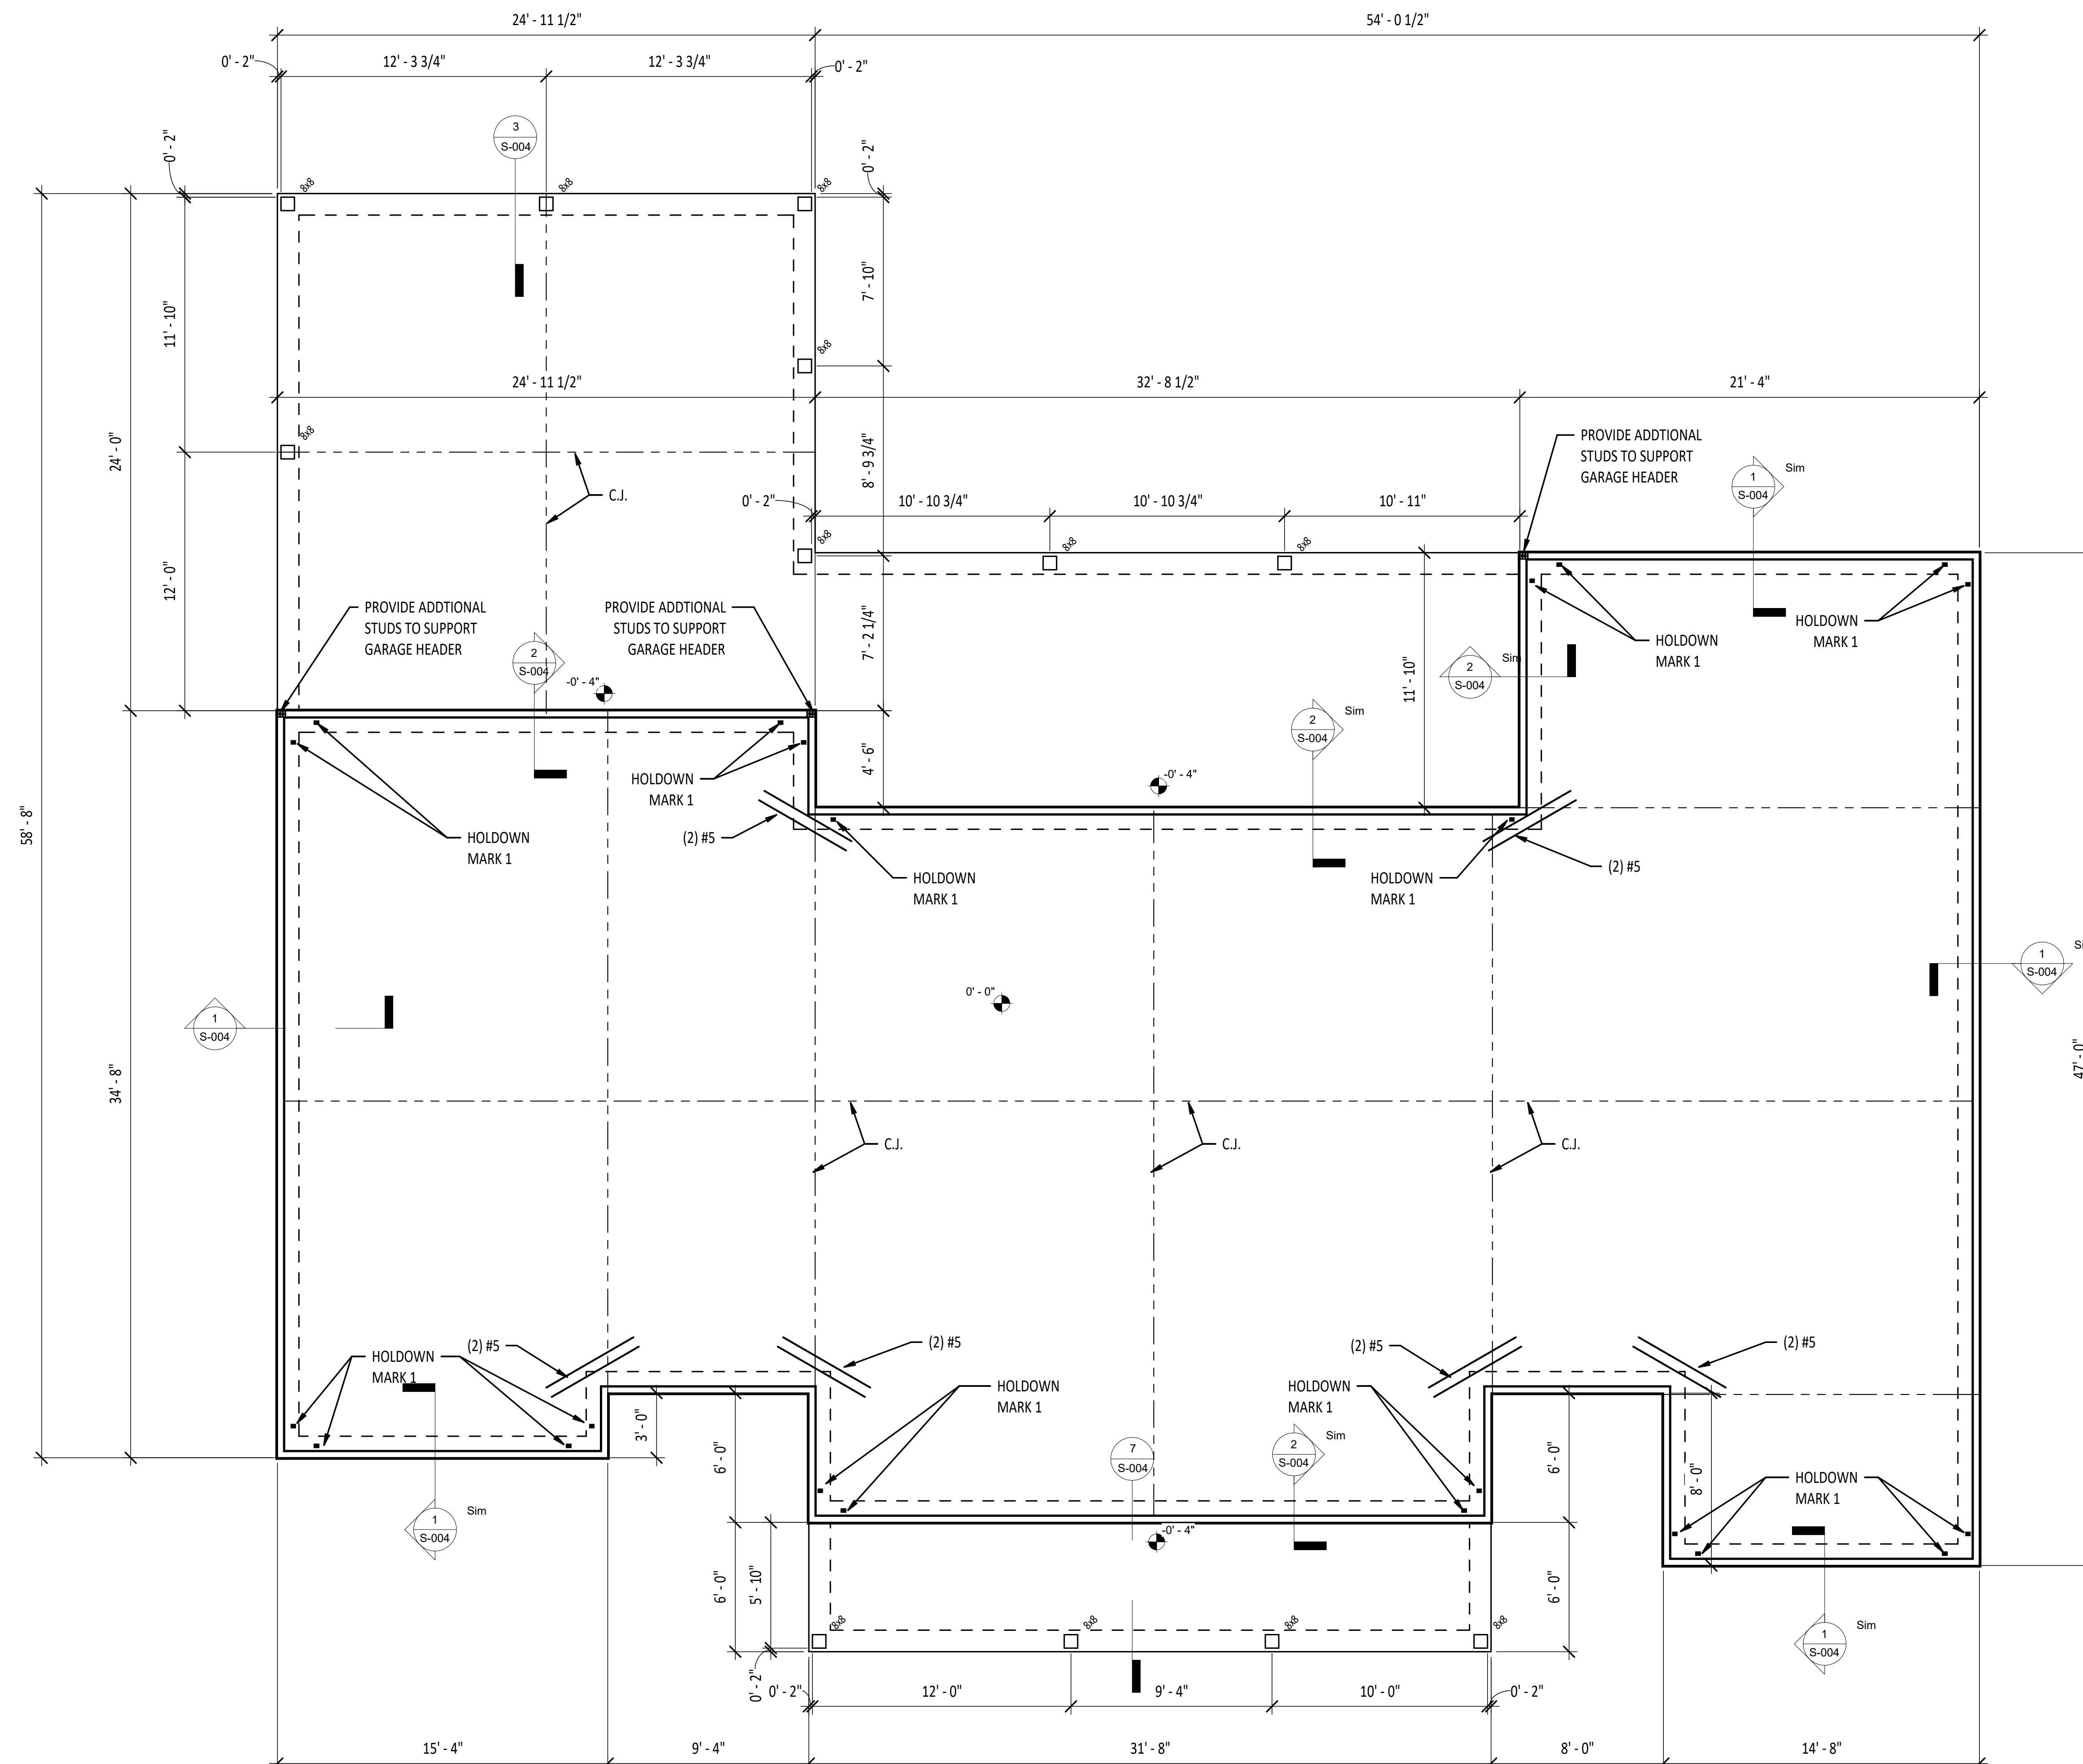 24' - 11 1/2"
54' - 0 1/2"
0' - 2"
12' - 3 3/4"
12' - 3 3/4"
0' - 2"
3
S-004
0' - 2"
0' - 2"
8x8
8x8
8x8
11' - 10"
7' - 10"
8x8
24' - 11 1/2"
32' - 8 1/2"
21' - 4"
24' - 0"
8x8
8' - 9 3/4"
PROVIDE ADDTIONAL
STUDS TO SUPPORT
GARAGE HEADER
1
S-004
Sim
C.J.
0' - 2"
10' - 10 3/4"
10' - 10 3/4"
10' - 11"
8x8
8x8
8x8
12' - 0"
PROVIDE ADDTIONAL
STUDS TO SUPPORT
GARAGE HEADER
PROVIDE ADDTIONAL
STUDS TO SUPPORT
GARAGE HEADER
7' - 2 1/4"
2
S-004
-0' - 4"
11' - 10"
2
S-004
Sim
HOLDOWN
MARK 1
HOLDOWN
MARK 1
2
S-004
Sim
4' - 6"
-0' - 4"
HOLDOWN
MARK 1
HOLDOWN
MARK 1
(2) #5
HOLDOWN
MARK 1
HOLDOWN
MARK 1
(2) #5
58' - 8"
0' - 0"
1
S-004
1
S-004
34' - 8"
47' - 0"
C.J.
C.J.
C.J.
HOLDOWN
MARK 1
(2) #5
(2) #5
(2) #5
(2) #5
HOLDOWN
MARK 1
HOLDOWN
MARK 1
3' - 0"
6' - 0"
6' - 0"
7
S-004
2
S-004
Sim
8' - 0"
HOLDOWN
MARK 1
1
S-004
Sim
-0' - 4"
6' - 0"
5' - 10"
6' - 0"
8x8
8x8
8x8
8x8
1
S-004
Sim
0' - 2"
0' - 2"
12' - 0"
9' - 4"
10' - 0"
0' - 2"
15' - 4"
9' - 4"
31' - 8"
8' - 0"
14' - 8"